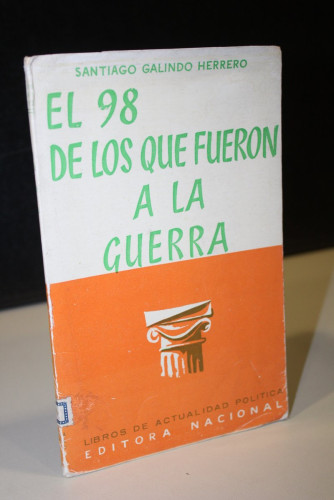 SANTIAGO GALINDO HERRERO
EL 98
DE LOS QUE FUERON
A LA
GUERRA
LIBROS DE ACTUALIDAD POLITICA
EDITORA NACIONAL